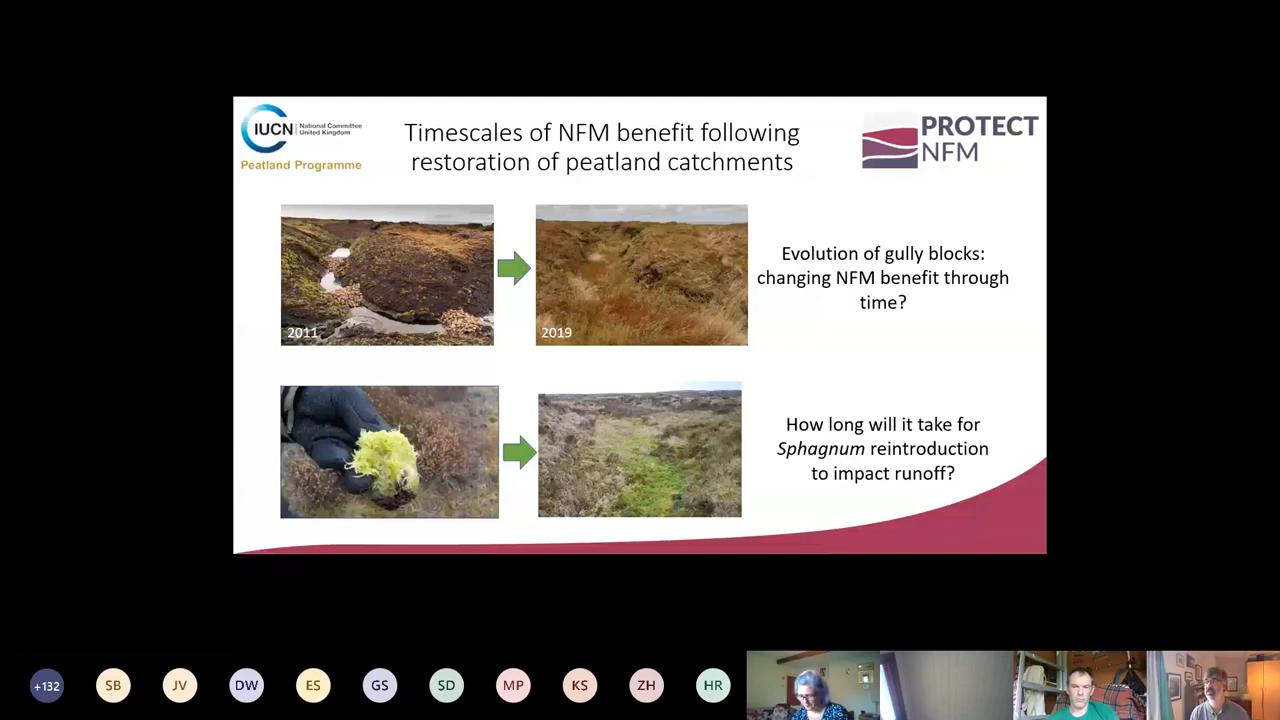 IUCN
National Committee
United Kingdom
Peatland Programme
Timescales of NFM benefit following
restoration of peatland catchments
PROTECT
NFM
2011
2019
Evolution of gully blocks:
changing NFM benefit through
time?
How long will it take for
Sphagnum reintroduction
to impact runoff?
+132
SB
JV
DW
ES
GS
SD
MP
KS
ZH
HR